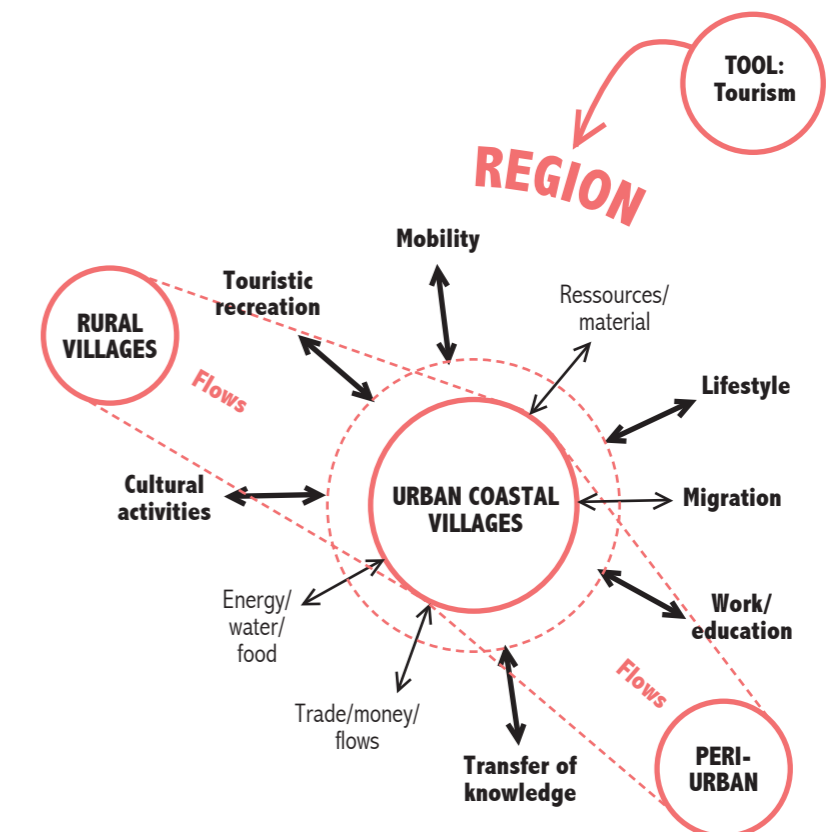 TOOL:
Tourism
REGION
Mobility
Touristic
recreation
Ressources/
material
RURAL
VILLAGES
Flows
Lifestyle
Cultural
activities
URBAN COASTAL
VILLAGES
Migration
Energy/
water/
food
Work/
education
Flows
Trade/money/
flows
Transfer of
knowledge
PERI-
URBAN